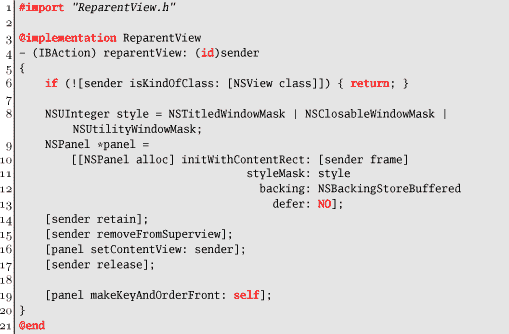 1 #import "ReparentView.h"
2
3 @implementation ReparentView
4 - (IBAction) reparentView: (id)sender
5 {
6     if (![sender isKindOfClass: [NSView class]]) { return; }
7
8     NSUInteger style = NSTitledWindowMask | NSClosableWindowMask |
        NSUtilityWindowMask;
9     NSPanel *panel =
10         [[NSPanel alloc] initWithContentRect: [sender frame]
11                                    styleMask: style
12                                      backing: NSBackingStoreBuffered
13                                        defer: NO];
14     [sender retain];
15     [sender removeFromSuperview];
16     [panel setContentView: sender];
17     [sender release];
18
19     [panel makeKeyAndOrderFront: self];
20 }
21 @end